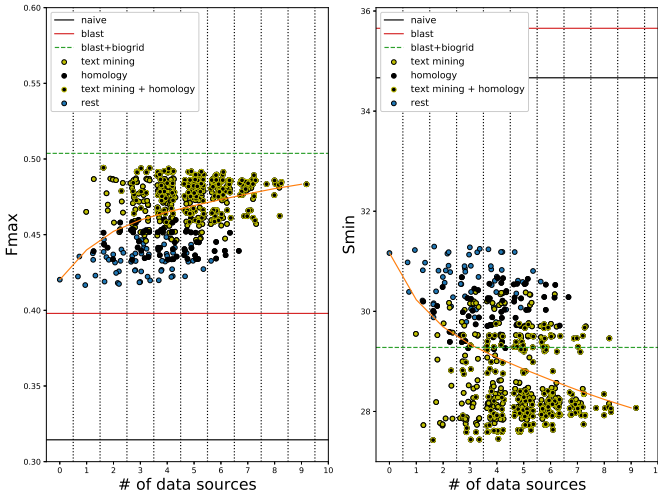 0.60
0.55
0.50
0.45
0.40
0.35
0.30
Fmax
naive
blast
blast+biogrid
text mining
homology
text mining + homology
rest
0 1 2 3 4 5 6 7 8 9 10
# of data sources
36
34
32
30
28
Smin
naive
blast
blast+biogrid
text mining
homology
text mining + homology
rest
0 1 2 3 4 5 6 7 8 9 10
# of data sources